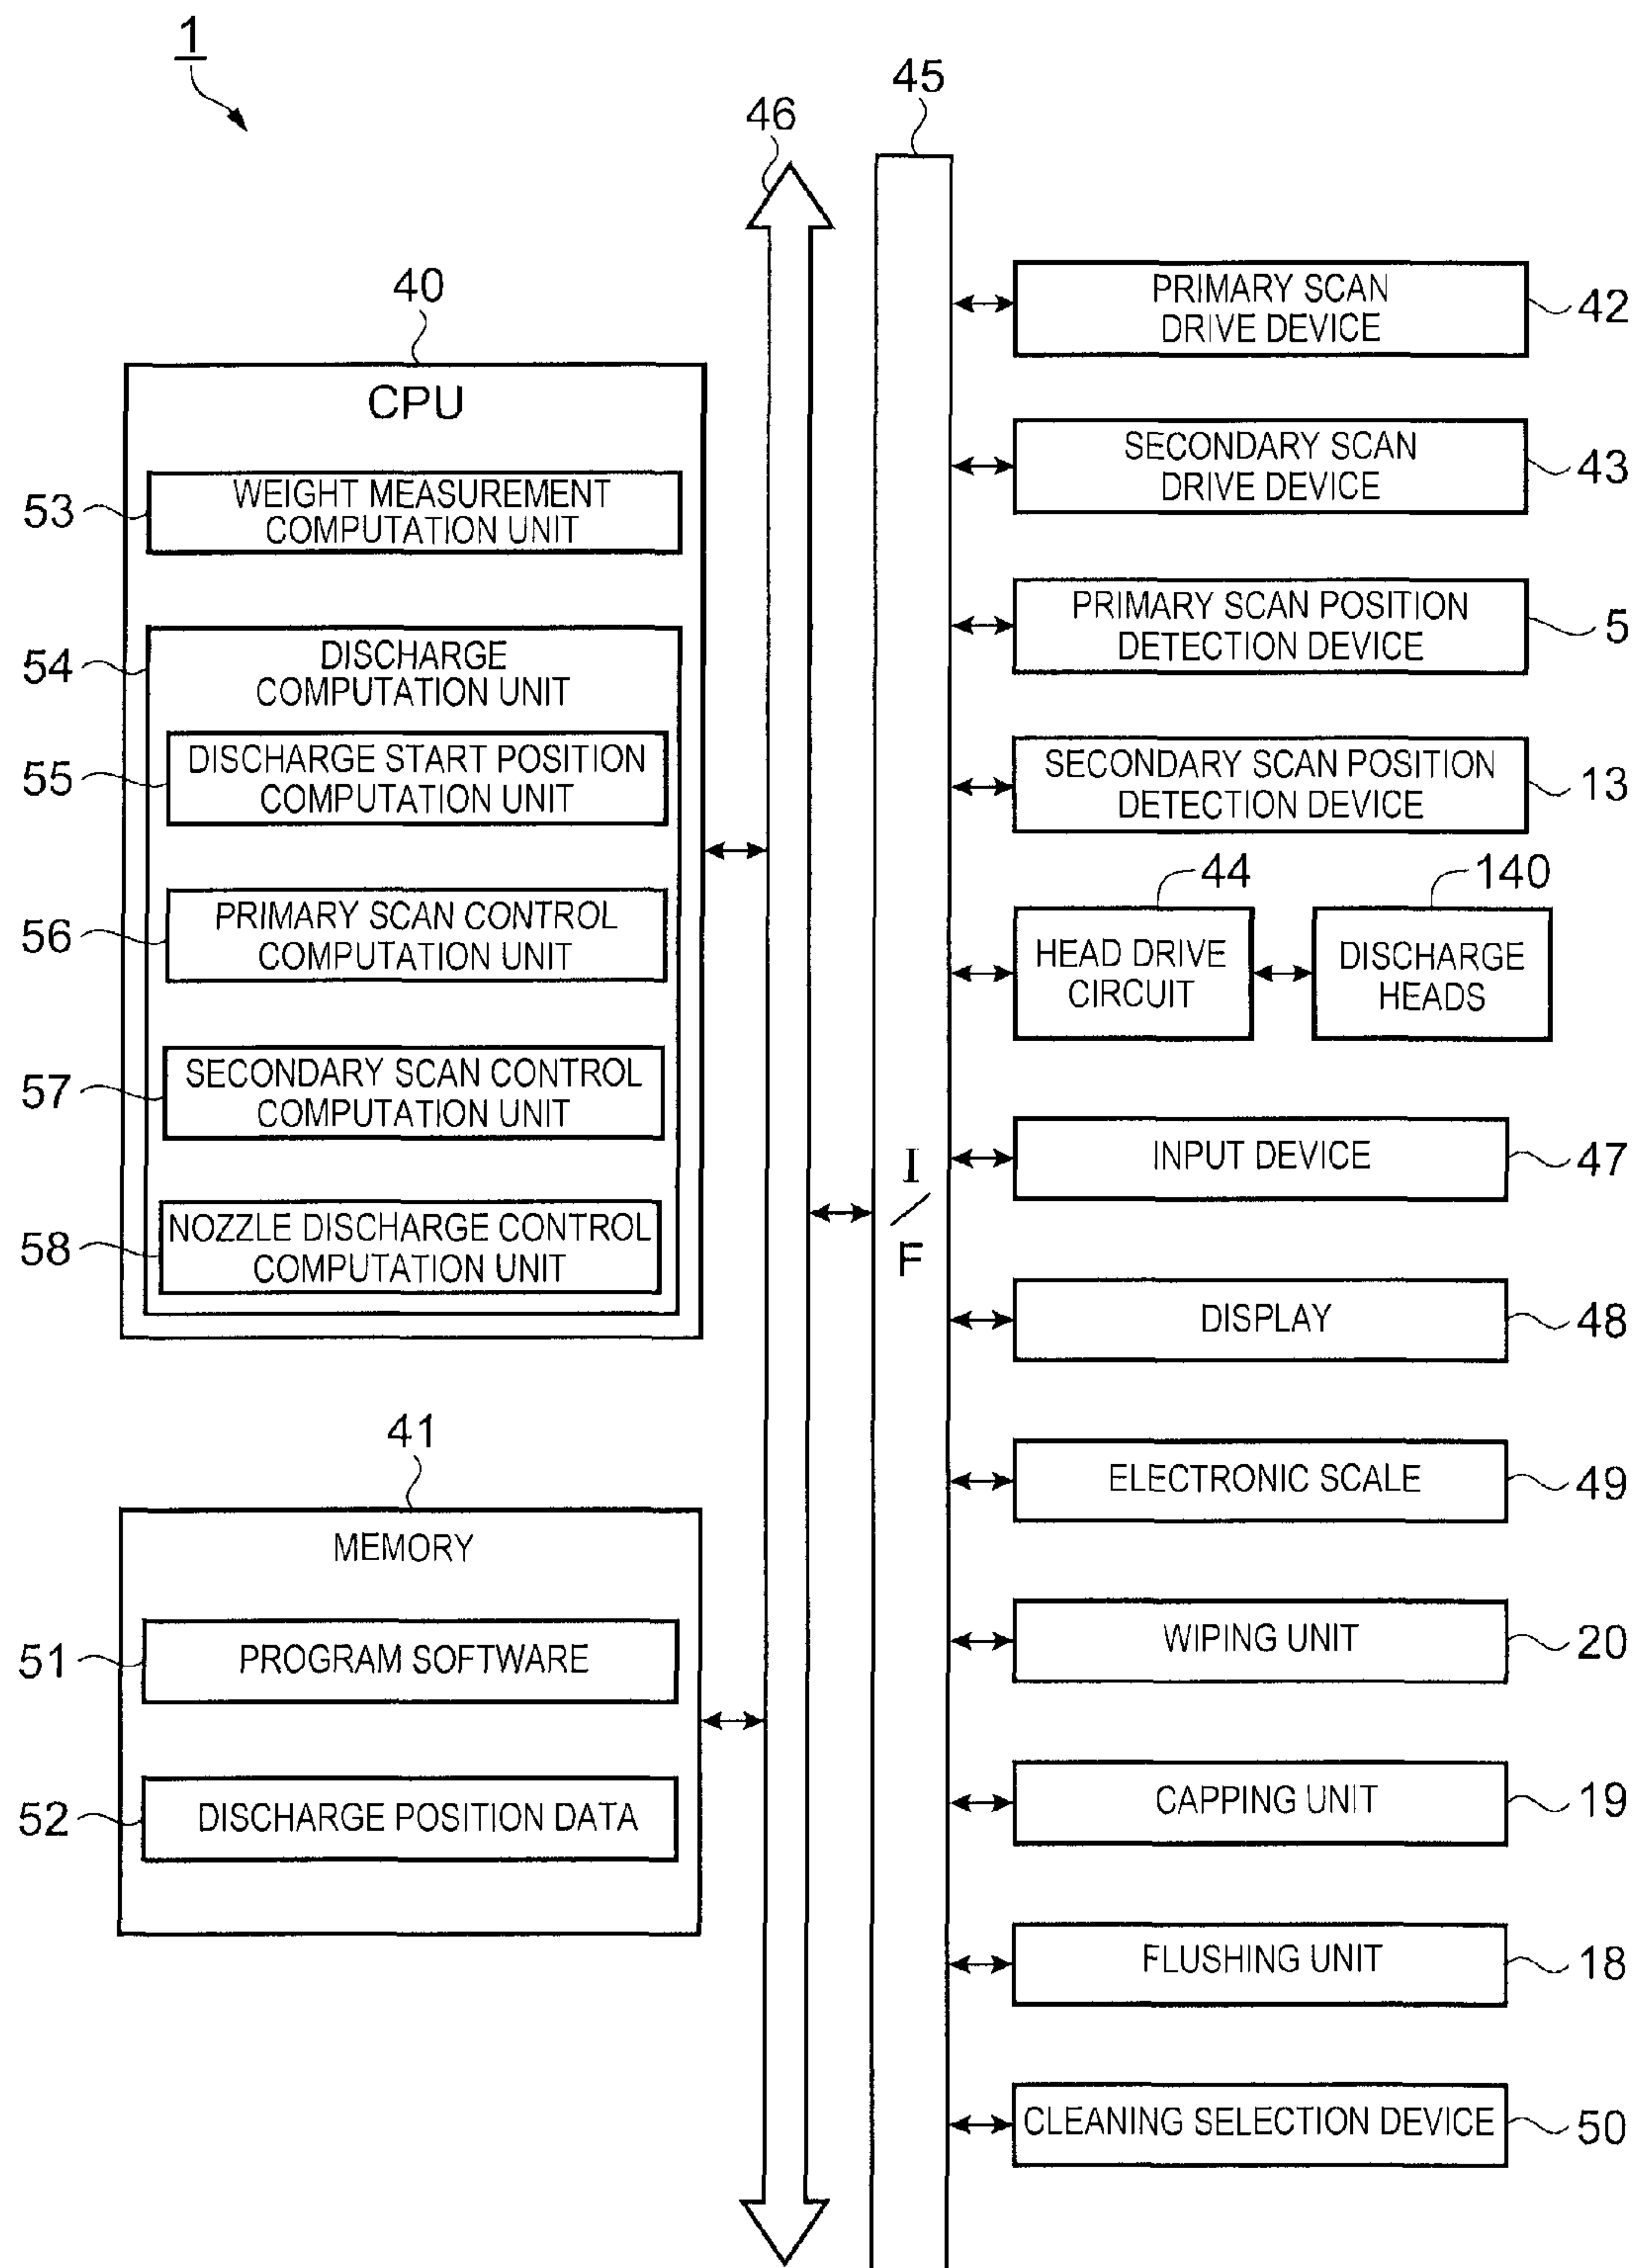 1
45
46
40
CPU
53
WEIGHT MEASUREMENT
COMPUTATION UNIT
54
DISCHARGE
COMPUTATION UNIT
55
DISCHARGE START POSITION
COMPUTATION UNIT
56
PRIMARY SCAN CONTROL
COMPUTATION UNIT
57
SECONDARY SCAN CONTROL
COMPUTATION UNIT
58
NOZZLE DISCHARGE CONTROL
COMPUTATION UNIT
41
MEMORY
51
PROGRAM SOFTWARE
52
DISCHARGE POSITION DATA
I
/
F
PRIMARY SCAN
DRIVE DEVICE
42
SECONDARY SCAN
DRIVE DEVICE
43
PRIMARY SCAN POSITION
DETECTION DEVICE
5
SECONDARY SCAN POSITION
DETECTION DEVICE
13
44
HEAD DRIVE
CIRCUIT
140
DISCHARGE
HEADS
INPUT DEVICE
47
DISPLAY
48
ELECTRONIC SCALE
49
WIPING UNIT
20
CAPPING UNIT
19
FLUSHING UNIT
18
CLEANING SELECTION DEVICE
50